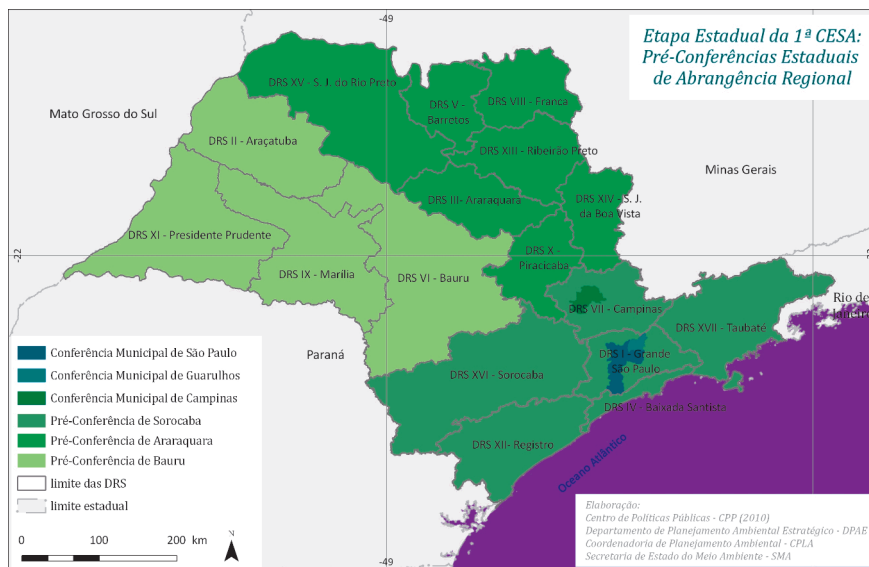 -49
Etapa Estadual da 1ª CESA:
Pré-Conferências Estaduais
de Abrangência Regional
DRS XV - S. J. do Rio Preto
DRS V -
Barretos
DRS VIII - Franca
Mato Grosso do Sul
DRS II - Araçatuba
DRS XIII - Ribeirão Preto
Minas Gerais
DRS III - Araraquara
DRS XIV - S. J.
da Boa Vista
DRS XI - Presidente Prudente
DRS X -
Piracicaba
-22
DRS IX - Marília
DRS VI - Bauru
DRS VII - Campinas
Rio de
Janeiro
DRS XVII - Taubaté
Paraná
DRS I - Grande
São Paulo
DRS XVI - Sorocaba
DRS IV - Baixada Santista
DRS XII- Registro
Oceano Atlântico
Conferência Municipal de São Paulo
Conferência Municipal de Guarulhos
Conferência Municipal de Campinas
Pré-Conferência de Sorocaba
Pré-Conferência de Araraquara
Pré-Conferência de Bauru
limite das DRS
limite estadual
0 100 200 km
N
-49
Elaboração:
Centro de Políticas Públicas - CPP (2010)
Departamento de Planejamento Ambiental Estratégico - DPAE
Coordenadoria de Planejamento Ambiental - CPLA
Secretaria de Estado do Meio Ambiente - SMA